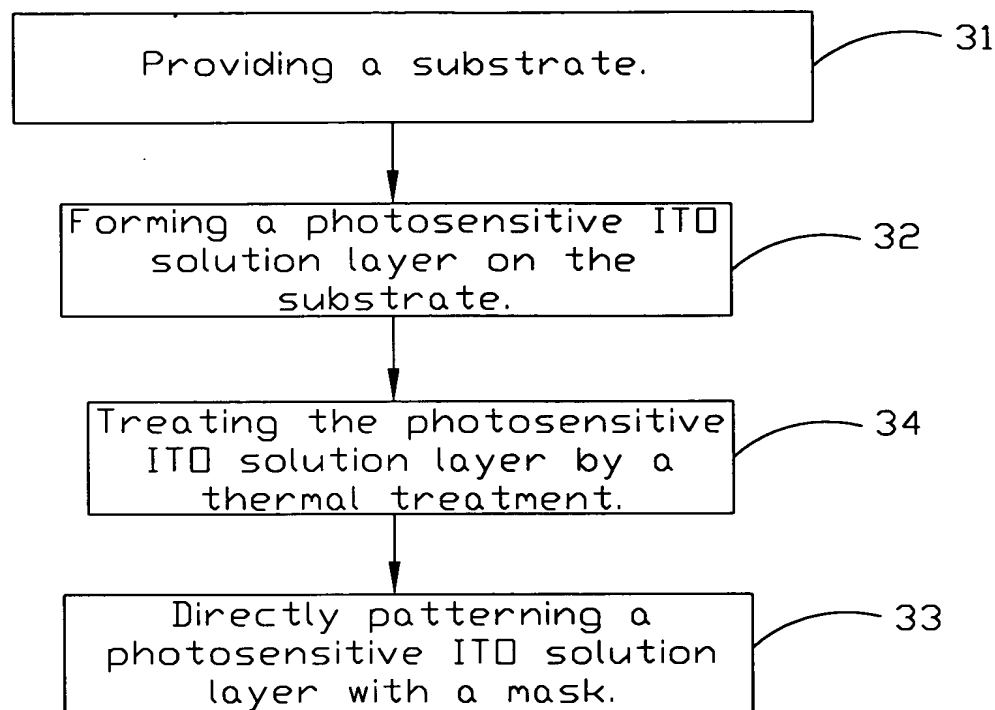 Providing a substrate.
31
Forming a photosensitive ITO
solution layer on the
substrate.
32
Treating the photosensitive
ITO solution layer by a
thermal treatment.
34
Directly patterning a
photosensitive ITO solution
layer with a mask.
33